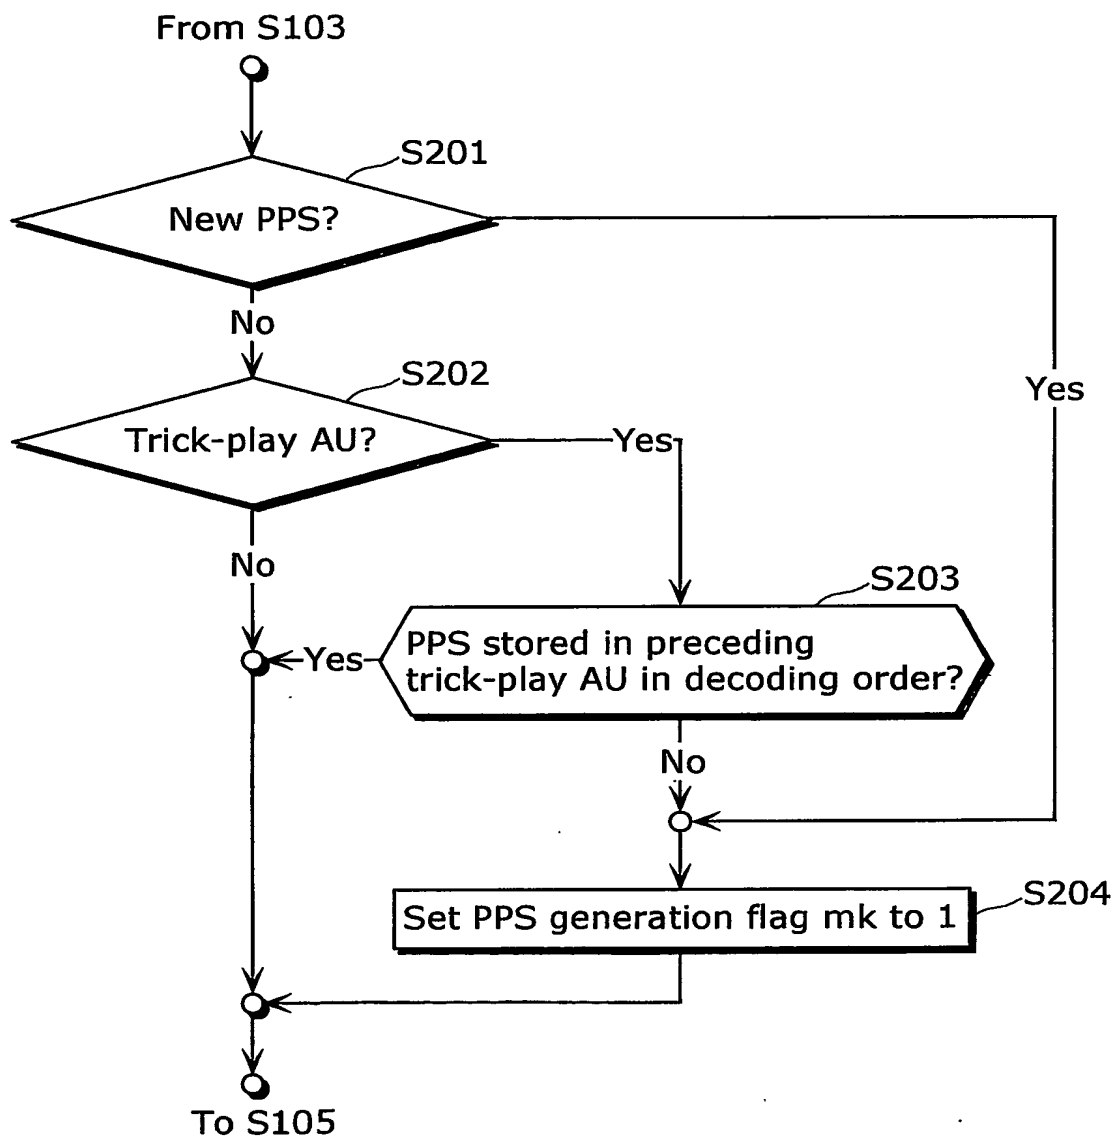 From S103
S201
New PPS?
No
Yes
S202
Trick-play AU?
Yes
No
S203
PPS stored in preceding
trick-play AU in decoding order?
Yes
No
S204
Set PPS generation flag mk to 1
To S105